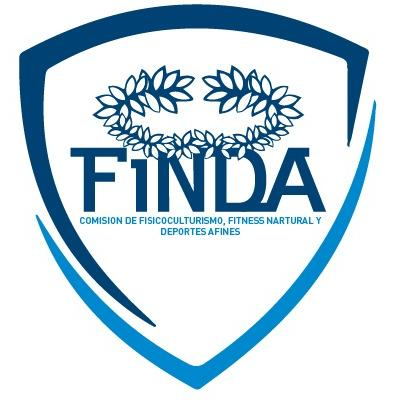 FiNDA
COMISION DE FISICOCULTURISMO, FITNESS NARTURAL Y
DEPORTES AFINES